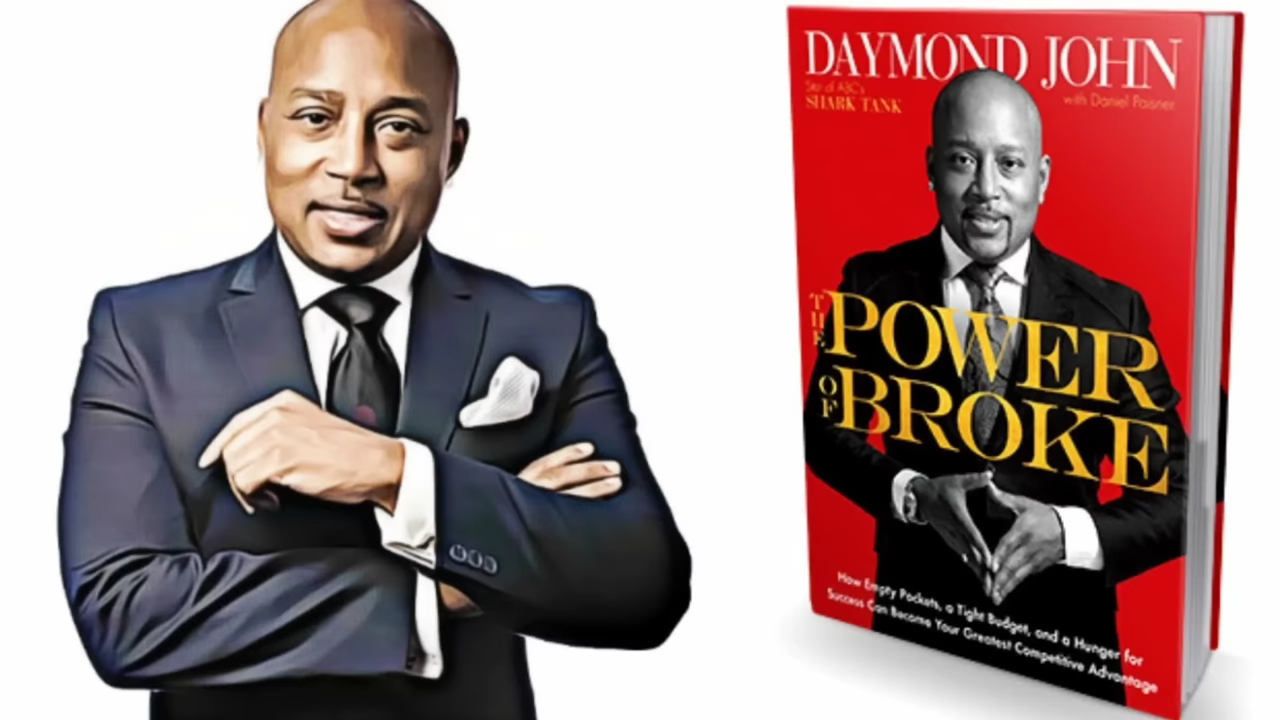 DAYMOND JOHN
Star of ABC's
SHARK TANK
with Daniel Paisner
THE
POWER
OF
BROKE
How Empty Pockets, a Tight Budget, and a Hunger for
Success Can Become Your Greatest Competitive Advantage